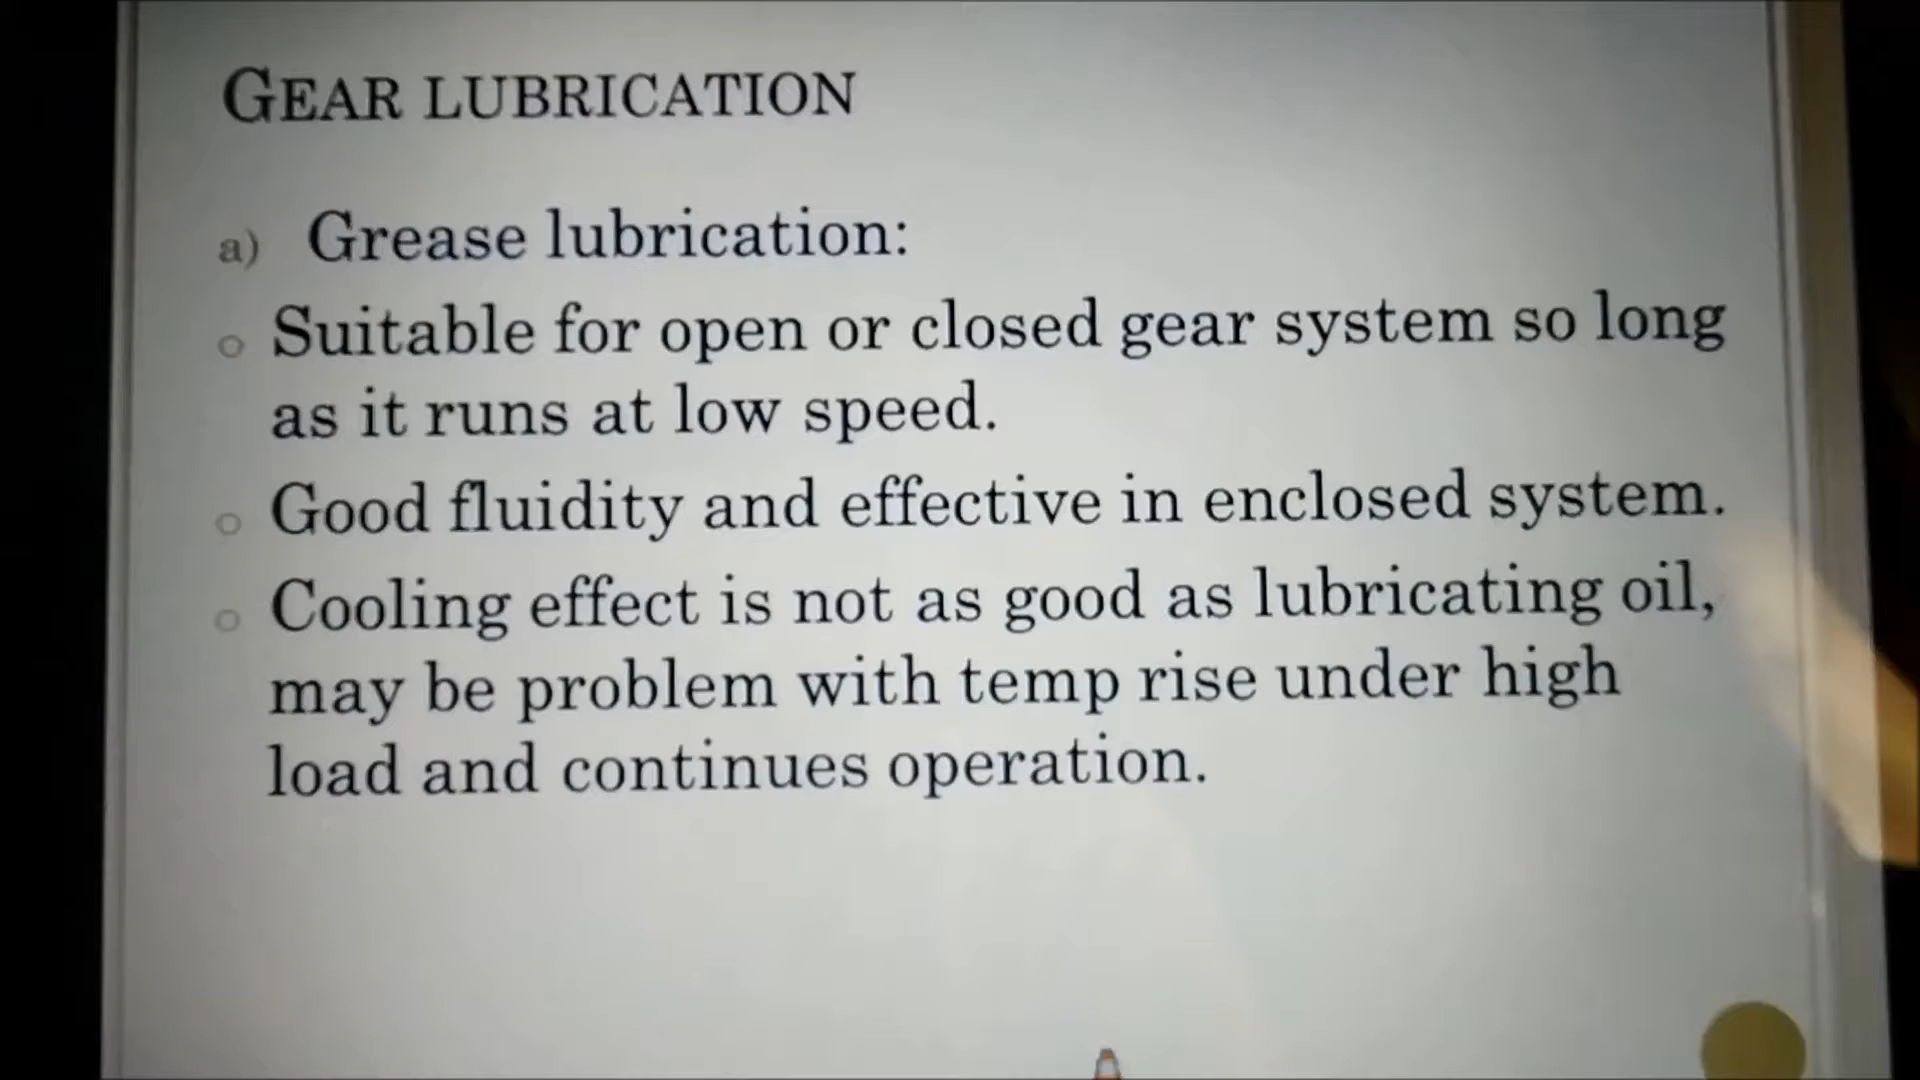 GEAR LUBRICATION
a) Grease lubrication:
Suitable for open or closed gear system so long
as it runs at low speed.
Good fluidity and effective in enclosed system.
Cooling effect is not as good as lubricating oil,
may be problem with temp rise under high
load and continues operation.